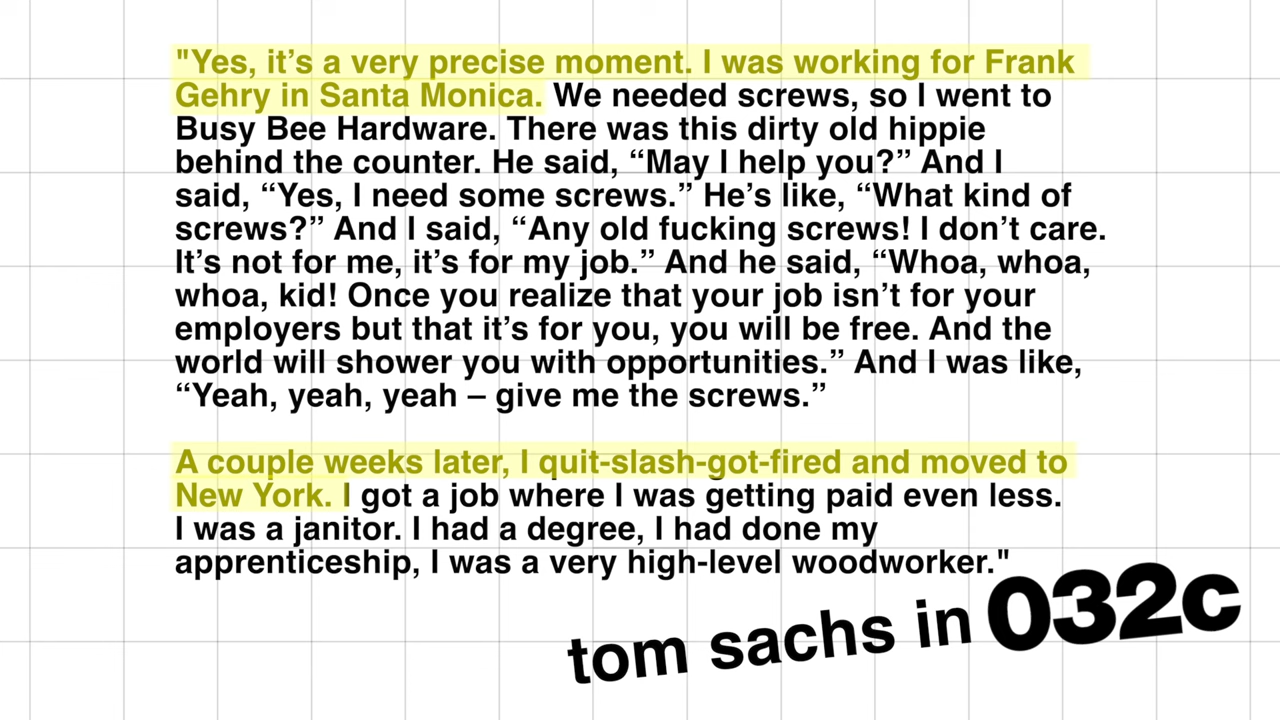 "Yes, it’s a very precise moment. I was working for Frank
Gehry in Santa Monica. We needed screws, so I went to
Busy Bee Hardware. There was this dirty old hippie
behind the counter. He said, “May I help you?” And I
said, “Yes, I need some screws.” He’s like, “What kind of
screws?” And I said, “Any old fucking screws! I don’t care.
It’s not for me, it’s for my job.” And he said, “Whoa, whoa,
whoa, kid! Once you realize that your job isn’t for your
employers but that it’s for you, you will be free. And the
world will shower you with opportunities.” And I was like,
“Yeah, yeah, yeah – give me the screws.”
A couple weeks later, I quit-slash-got-fired and moved to
New York. I got a job where I was getting paid even less.
I was a janitor. I had a degree, I had done my
apprenticeship, I was a very high-level woodworker."
tom sachs in 032c